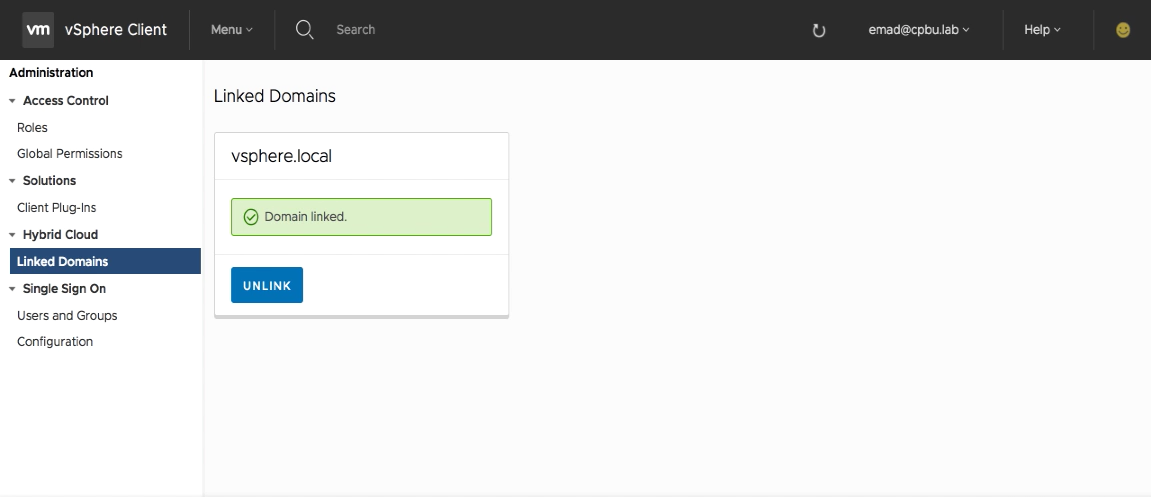 vm vSphere Client Menu Search emad@cpbu.lab Help
Administration
Access Control
Roles
Global Permissions
Solutions
Client Plug-Ins
Hybrid Cloud
Linked Domains
Single Sign On
Users and Groups
Configuration
Linked Domains
vsphere.local
Domain linked.
UNLINK